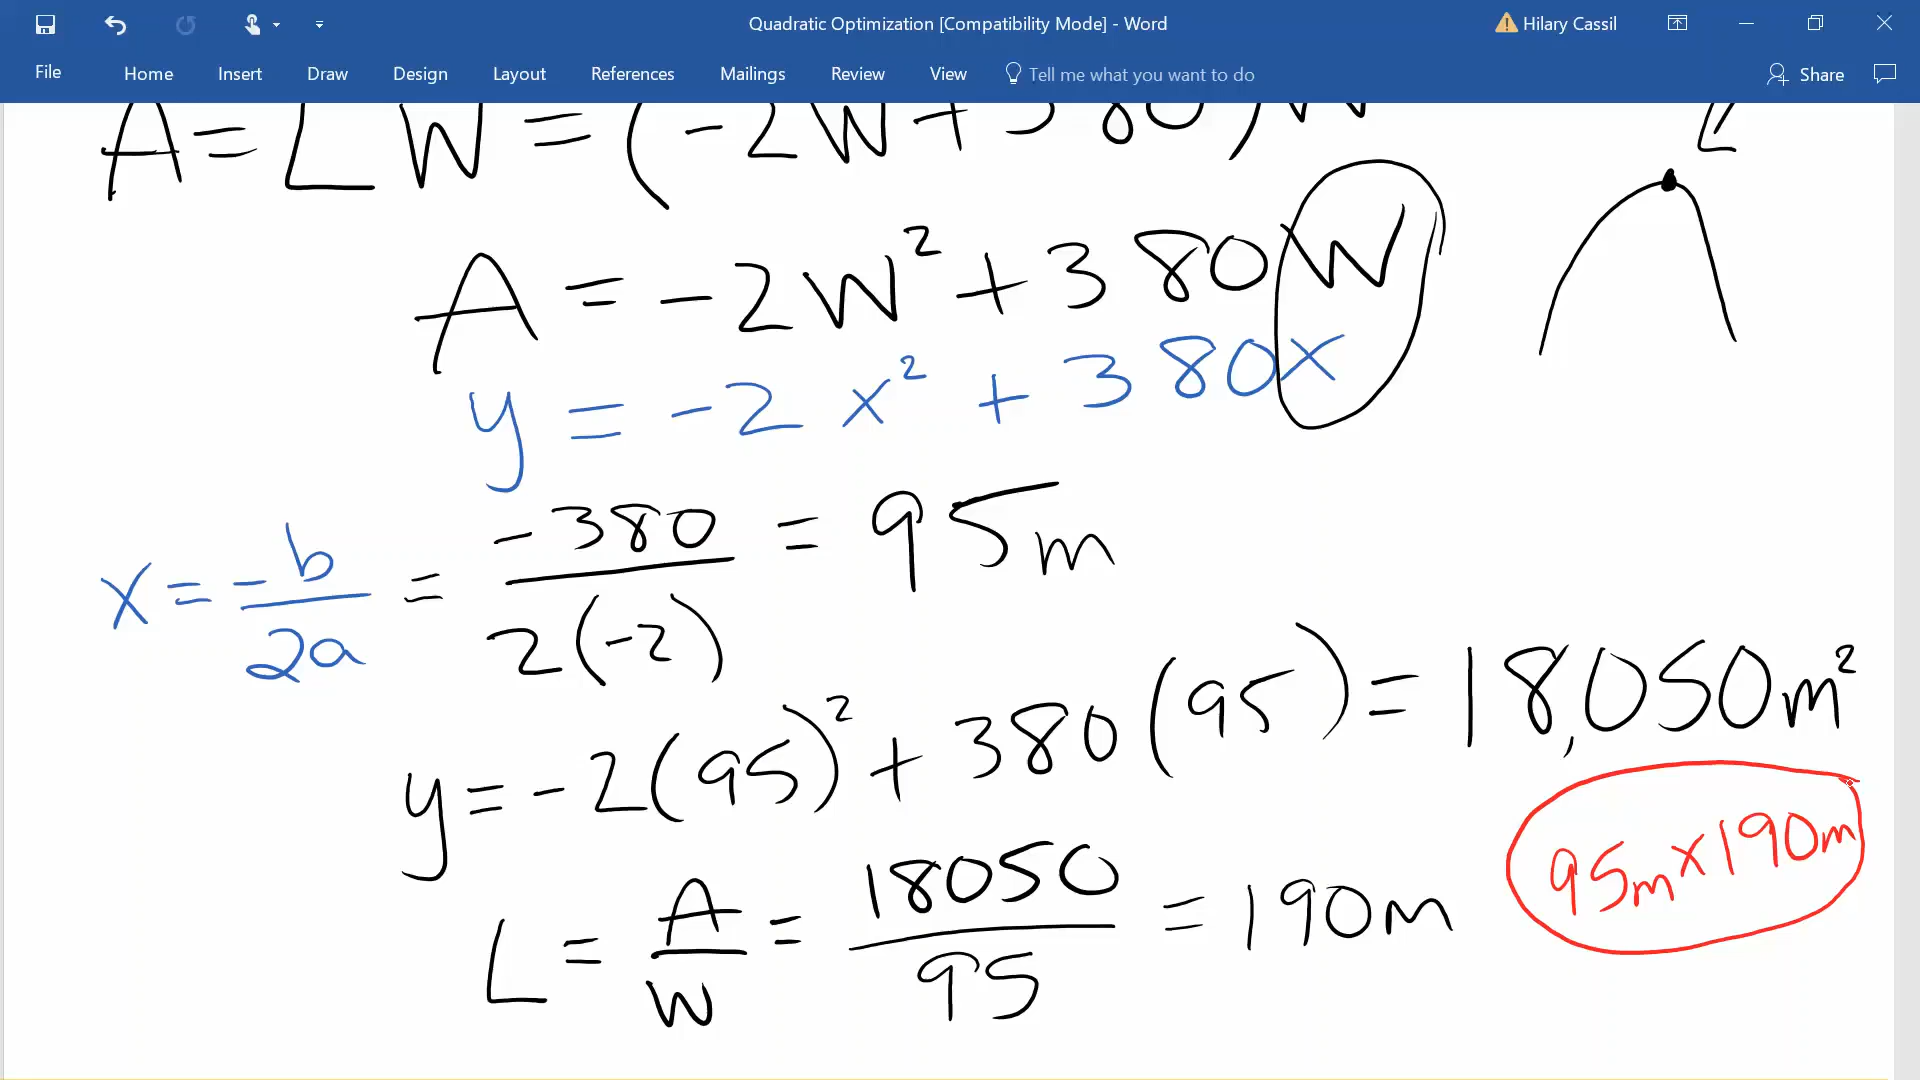 Quadratic Optimization [Compatibility Mode] - Word
Hilary Cassil
File Home Insert Draw Design Layout References Mailings Review View Tell me what you want to do Share
A = L W = (-2W + 380) W
L
A = -2W² + 380W
y = -2x² + 380x
x = -b/2a = -380/2(-2) = 95m
y = -2(95)² + 380(95) = 18,050m²
95m x 190m
L = A/W = 18050/95 = 190m